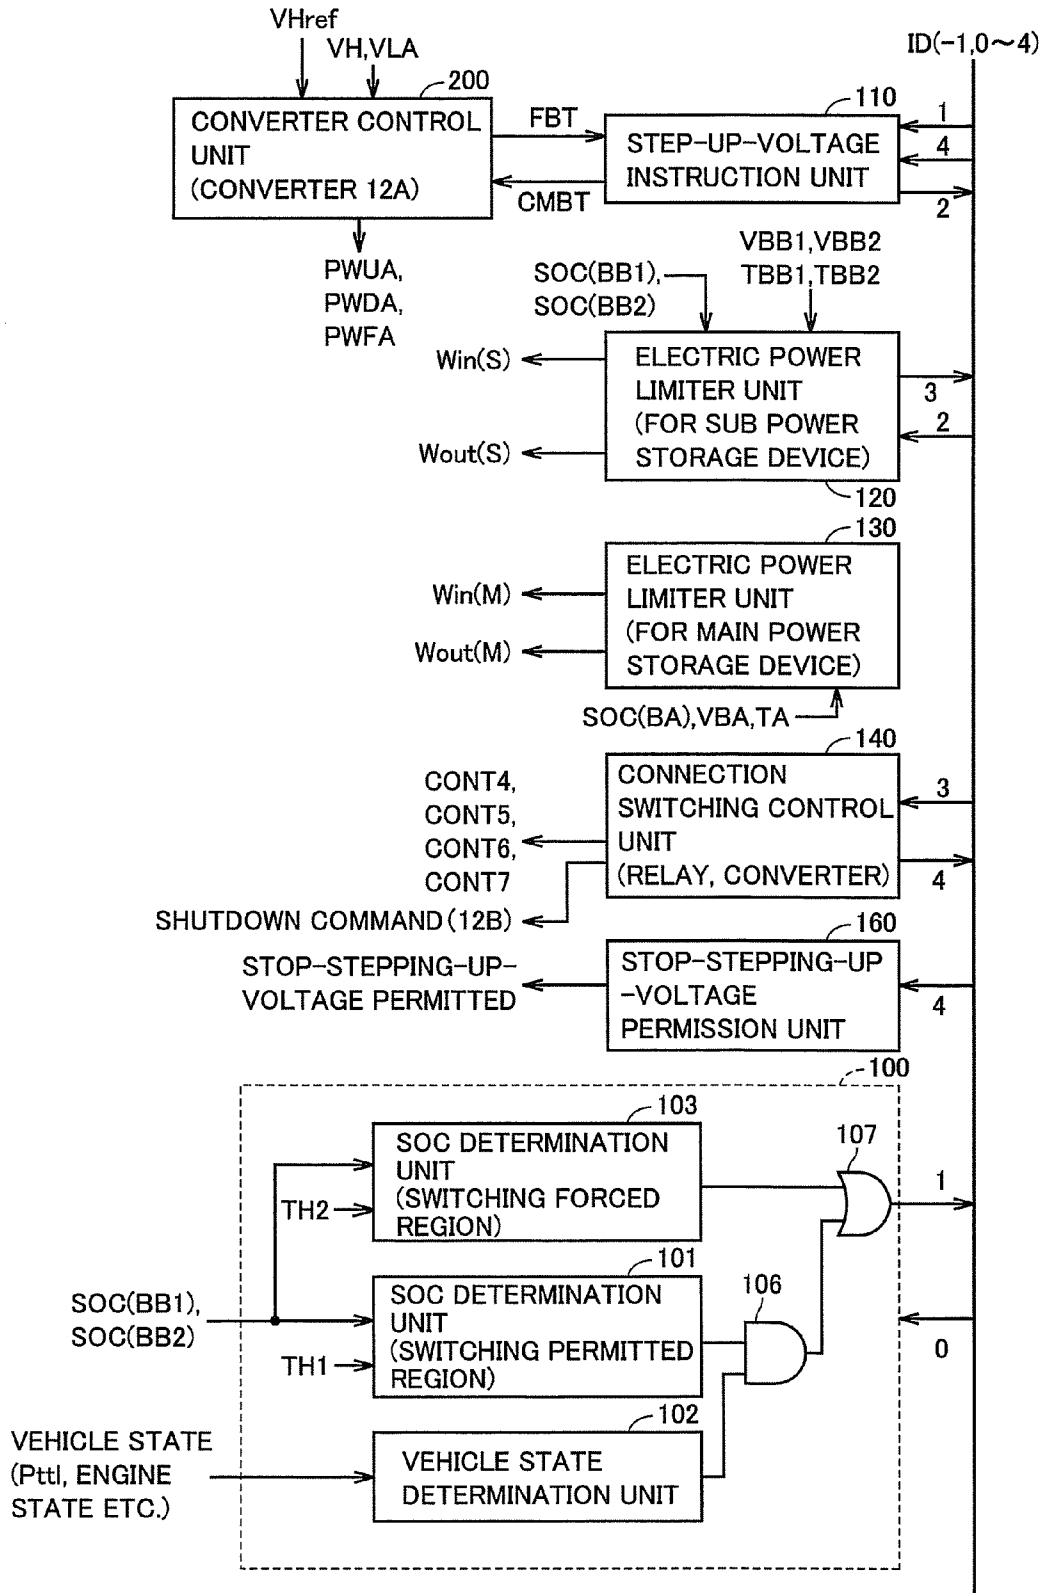 VHref
VH,VLA
ID(-1,0～4)
200
CONVERTER CONTROL
UNIT
(CONVERTER 12A)
FBT
CMBT
110
STEP-UP-VOLTAGE
INSTRUCTION UNIT
1
4
2
PWUA,
PWDA,
PWFA
SOC(BB1),
SOC(BB2)
VBB1,VBB2
TBB1,TBB2
Win(S)
Wout(S)
ELECTRIC POWER
LIMITER UNIT
(FOR SUB POWER
STORAGE DEVICE)
3
2
120
130
ELECTRIC POWER
LIMITER UNIT
(FOR MAIN POWER
STORAGE DEVICE)
Win(M)
Wout(M)
SOC(BA),VBA,TA
140
CONNECTION
SWITCHING CONTROL
UNIT
(RELAY, CONVERTER)
3
4
CONT4,
CONT5,
CONT6,
CONT7
SHUTDOWN COMMAND(12B)
160
STOP-STEPPING-UP-
VOLTAGE PERMITTED
STOP-STEPPING-UP
-VOLTAGE
PERMISSION UNIT
4
100
103
SOC DETERMINATION
UNIT
(SWITCHING FORCED
REGION)
TH2
107
1
101
SOC DETERMINATION
UNIT
(SWITCHING PERMITTED
REGION)
SOC(BB1),
SOC(BB2)
TH1
106
0
102
VEHICLE STATE
DETERMINATION UNIT
VEHICLE STATE
(Pttl, ENGINE
STATE ETC.)